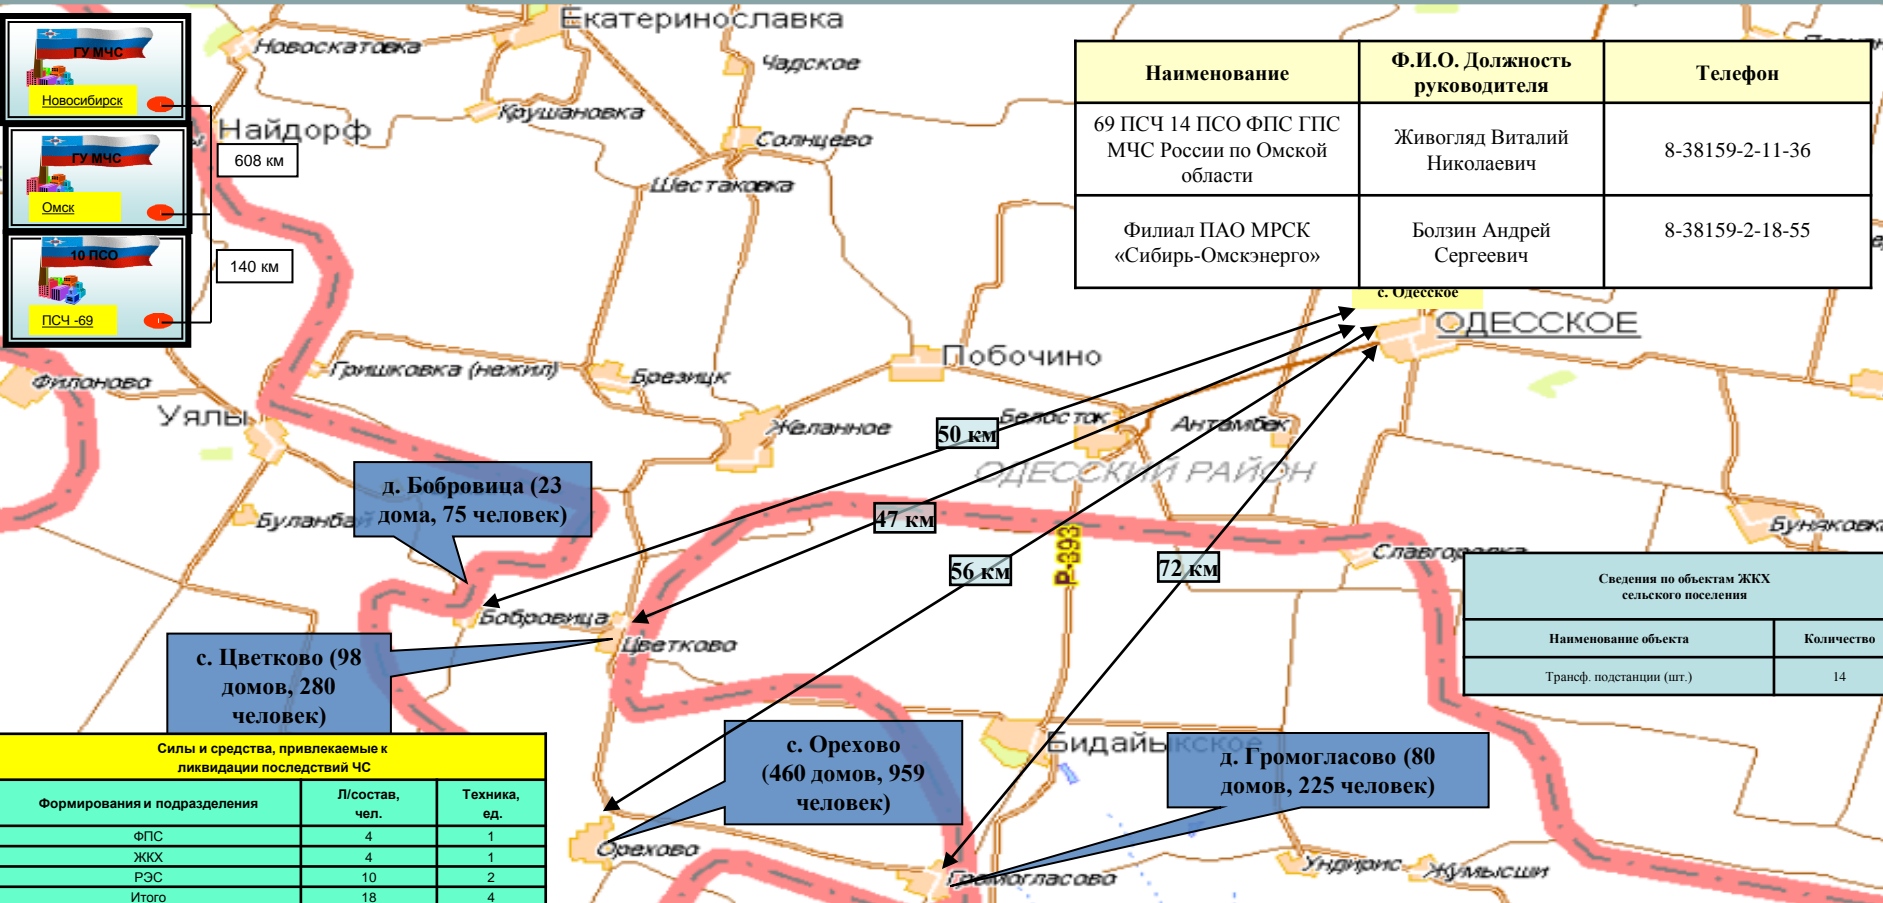 Екатеринославка
Новоскатовка
Чадское
Крушановка
Найдорф
Солнцево
Шестаковка
ГУ МЧС
Новосибирск
608 км
ГУ МЧС
Омск
140 км
10 ПСО
ПСЧ -69
Наименование
Ф.И.О. Должность
руководителя
Телефон
69 ПСЧ 14 ПСО ФПС ГПС
МЧС России по Омской
области
Живогляд Виталий
Николаевич
8-38159-2-11-36
Филиал ПАО МРСК
«Сибирь-Омскэнерго»
Болзин Андрей
Сергеевич
8-38159-2-18-55
с. Одесское
ОДЕССКОЕ
Побочино
Гришковка (нежил)
Брезицк
Филоново
Уялы
Желанное
Белосток
Антамбек
50 км
ОДЕССКИЙ РАЙОН
д. Бобровица (23
дома, 75 человек)
Буланбай
47 км
Р-393
Буняковка
Славгородка
56 км
72 км
Сведения по объектам ЖКХ
сельского поселения
Наименование объекта
Количество
Трансф. подстанции (шт.)
14
Бобровица
Цветково
с. Цветково (98
домов, 280
человек)
с. Орехово
(460 домов, 959
человек)
Бидайыкское
д. Громогласово (80
домов, 225 человек)
Силы и средства, привлекаемые к
ликвидации последствий ЧС
Формирования и подразделения
Л/состав,
чел.
Техника,
ед.
ФПС 4 1
ЖКХ 4 1
РЭС 10 2
Итого 18 4
Орехово
Громогласово
Ундирис
Жумысши